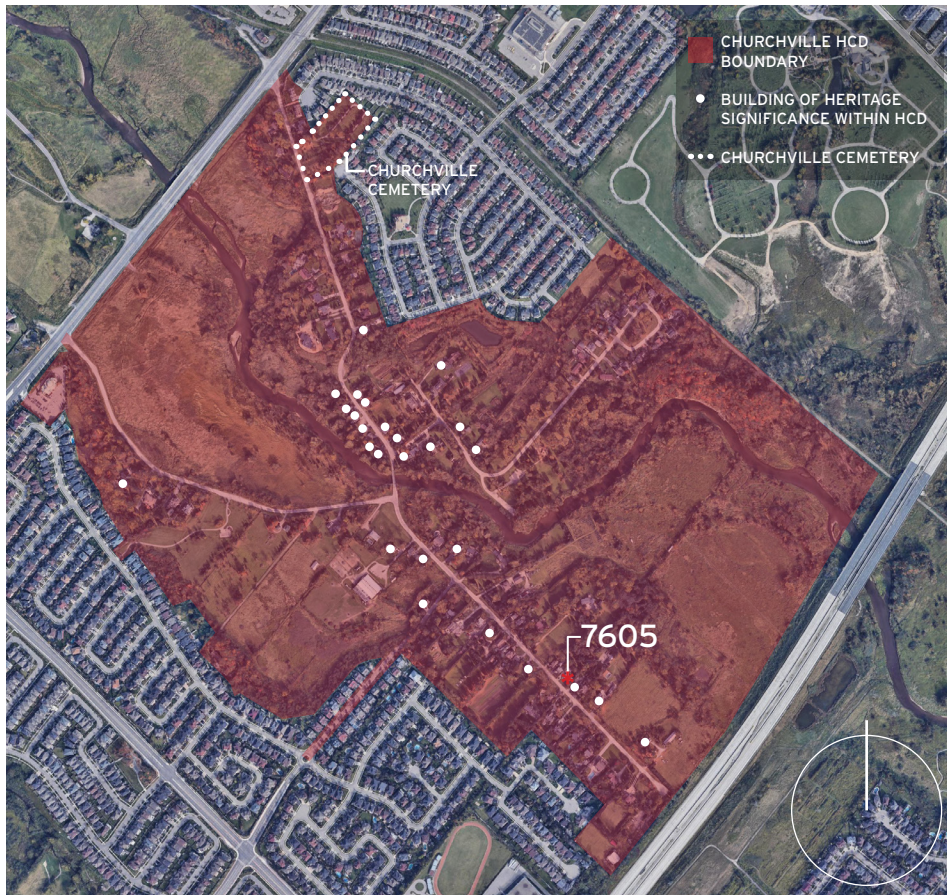 CHURCHVILLE HCD
BOUNDARY
BUILDING OF HERITAGE
SIGNIFICANCE WITHIN HCD
CHURCHVILLE CEMETERY
CHURCHVILLE
CEMETERY
7605
*